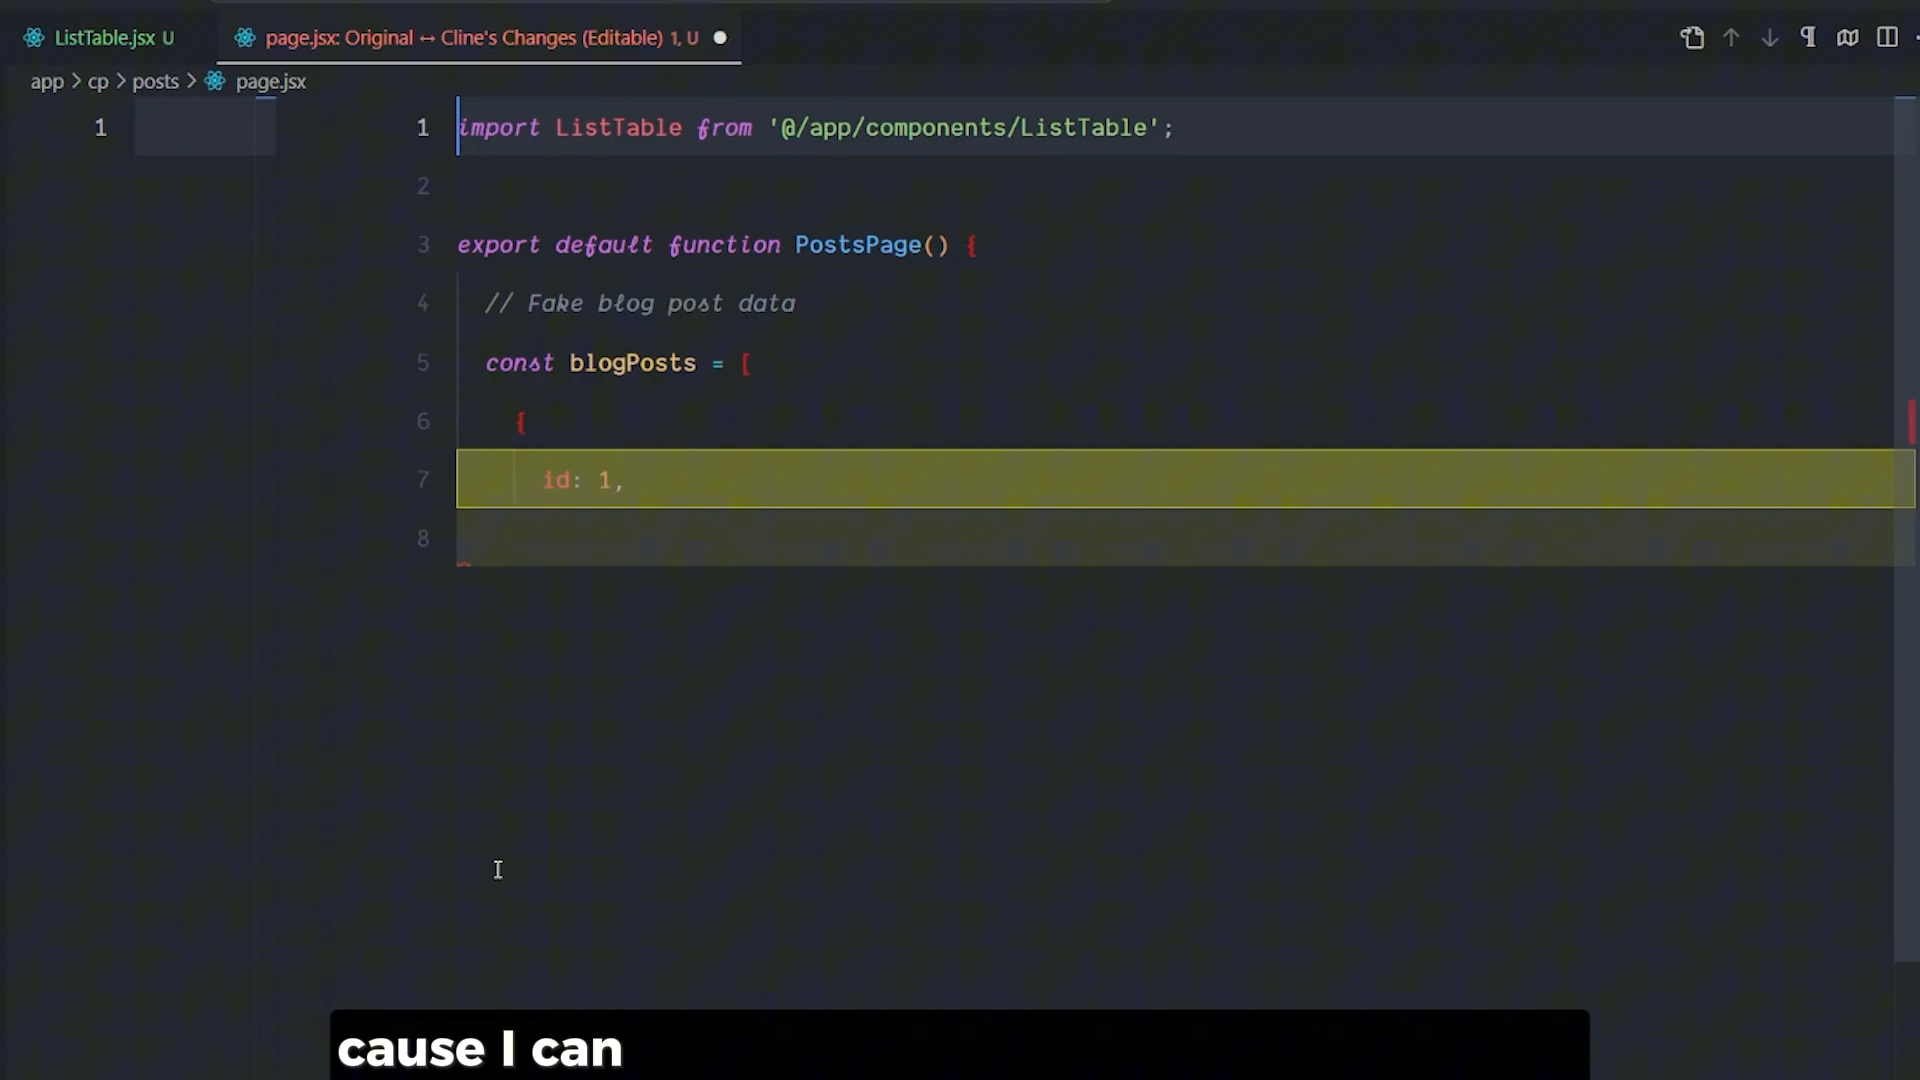 ListTable.jsx U
page.jsx: Original ↔ Cline's Changes (Editable) 1, U
app > cp > posts > page.jsx
1
1 import ListTable from '@/app/components/ListTable';
2
3 export default function PostsPage() {
4 // Fake blog post data
5 const blogPosts = [
6 {
7 id: 1,
8
cause I can